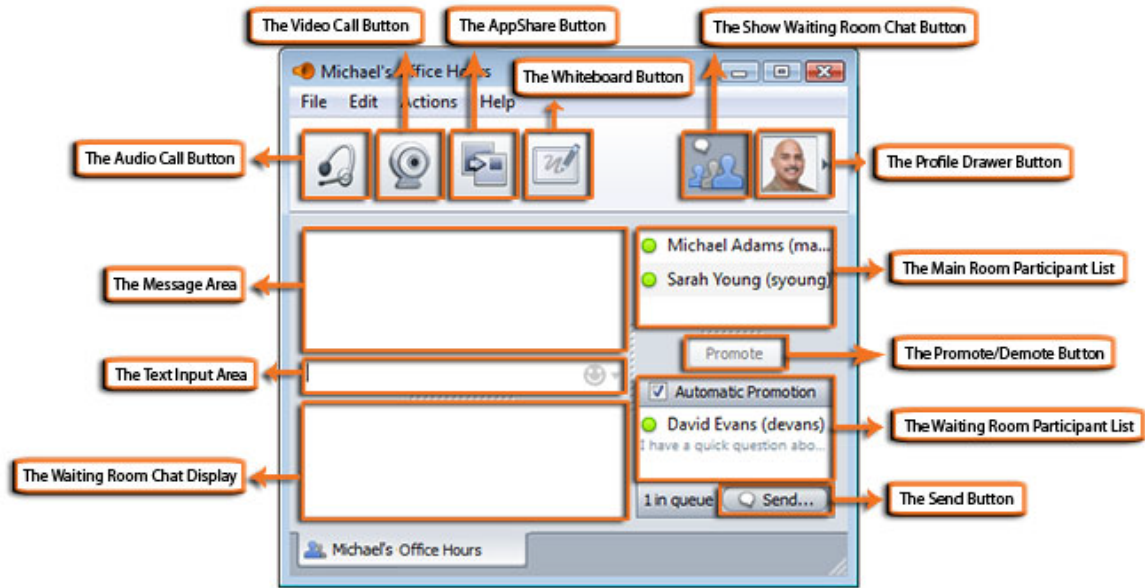 The Video Call Button
The AppShare Button
The Show Waiting Room Chat Button
Michael's Office Hours
The Whiteboard Button
File Edit Actions Help
The Audio Call Button
The Profile Drawer Button
Michael Adams (ma...
The Main Room Participant List
Sarah Young (syoung)
The Message Area
Promote
The Promote/Demote Button
The Text Input Area
Automatic Promotion
David Evans (devans)
The Waiting Room Participant List
I have a quick question abo...
The Waiting Room Chat Display
1 in queue
Send...
The Send Button
Michael's Office Hours